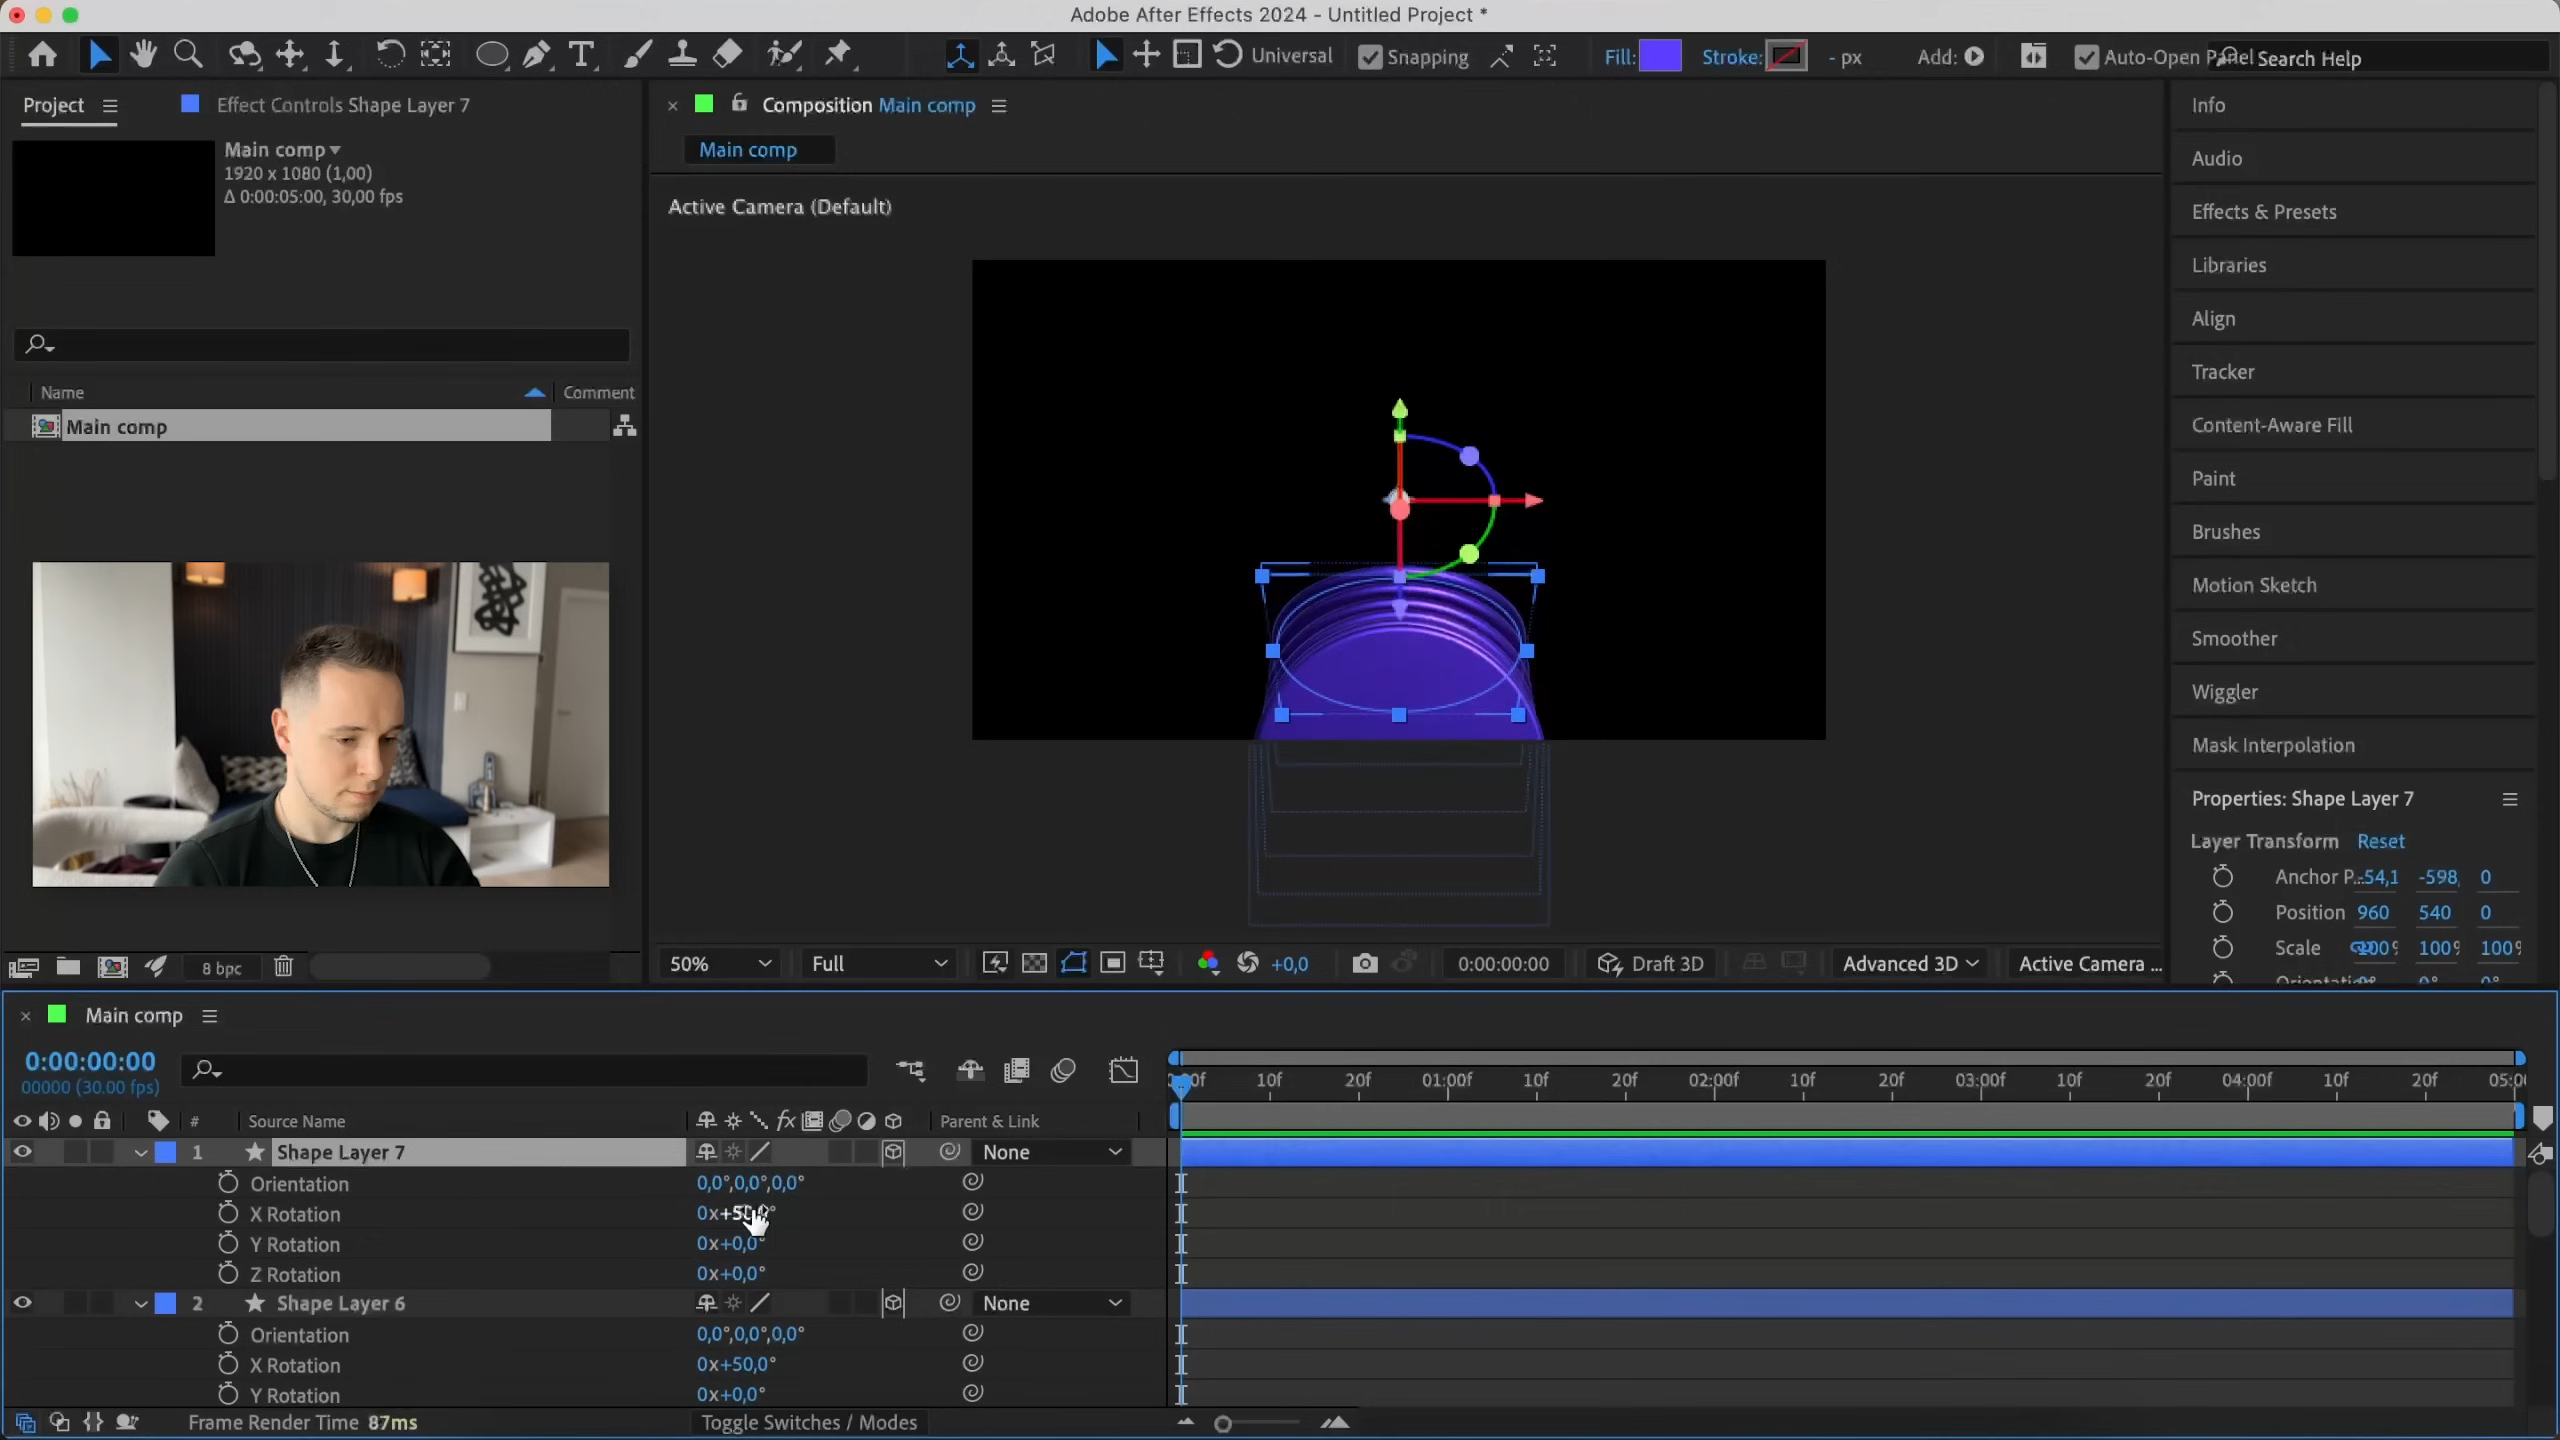 Adobe After Effects 2024 - Untitled Project *
Universal
Snapping
Fill:
Stroke:
- px
Add:
Auto-Open Panel
Search Help
Project
Effect Controls Shape Layer 7
Main comp
1920 x 1080 (1,00)
Δ 0:00:05:00, 30,00 fps
Name
Comment
Main comp
8 bpc
Composition Main comp
Main comp
Active Camera (Default)
50%
Full
+0,0
0:00:00:00
Draft 3D
Advanced 3D
Active Camera ...
Info
Audio
Effects & Presets
Libraries
Align
Tracker
Content-Aware Fill
Paint
Brushes
Motion Sketch
Smoother
Wiggler
Mask Interpolation
Properties: Shape Layer 7
Layer Transform Reset
Anchor P... -54,1 -598, 0
Position 960 540 0
Scale 100% 100% 100%
Main comp
0:00:00:00
00000 (30.00 fps)
10f 20f 01:00f 10f 20f 02:00f 10f 20f 03:00f 10f 20f 04:00f 10f 20f
# Source Name fx Parent & Link
1 Shape Layer 7 None
Orientation 0,0°,0,0°,0,0°
X Rotation
Y Rotation 0x+0,0°
Z Rotation 0x+0,0°
2 Shape Layer 6 None
Orientation 0,0°,0,0°,0,0°
X Rotation 0x+50,0°
Y Rotation 0x+0,0°
Frame Render Time 87ms
Toggle Switches / Modes